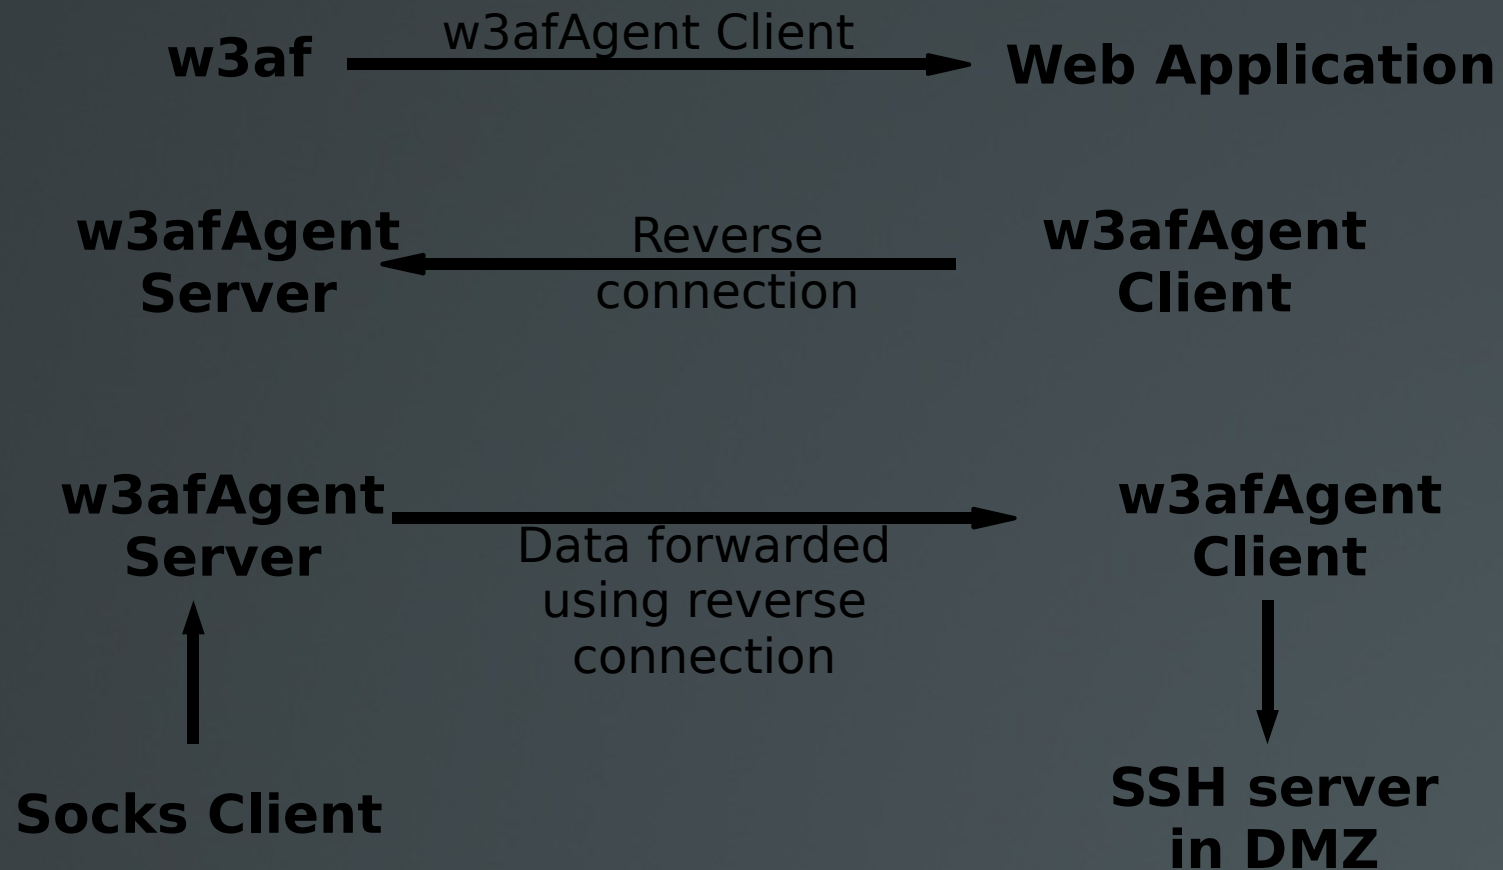 w3af
w3afAgent Client
Web Application
w3afAgent
Server
Reverse
connection
w3afAgent
Client
w3afAgent
Server
Data forwarded
using reverse
connection
w3afAgent
Client
Socks Client
SSH server
in DMZ